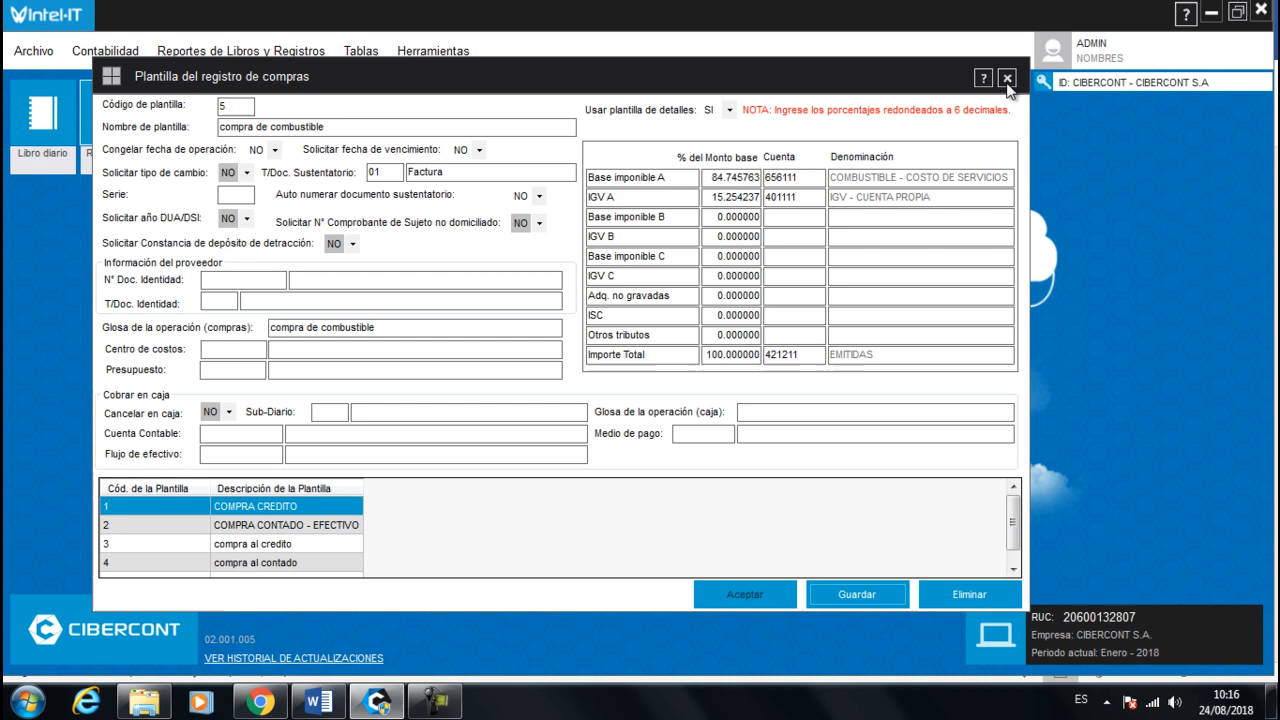 Intel-IT
?
Archivo Contabilidad Reportes de Libros y Registros Tablas Herramientas
ADMIN
NOMBRES
ID: CIBERCONT - CIBERCONT S.A
Libro diario
R
Plantilla del registro de compras
?
Código de plantilla: 5
Nombre de plantilla: compra de combustible
Congelar fecha de operación: NO Solicitar fecha de vencimiento: NO
Solicitar tipo de cambio: NO T/Doc. Sustentatorio: 01 Factura
Serie: Auto numerar documento sustentatorio: NO
Solicitar año DUA/DSI: NO Solicitar N° Comprobante de Sujeto no domiciliado: NO
Solicitar Constancia de depósito de detracción: NO
Información del proveedor
N° Doc. Identidad:
T/Doc. Identidad:
Glosa de la operación (compras): compra de combustible
Centro de costos:
Presupuesto:
Usar plantilla de detalles: SI NOTA: Ingrese los porcentajes redondeados a 6 decimales.
% del Monto base Cuenta Denominación
Base imponible A 84.745763 656111 COMBUSTIBLE - COSTO DE SERVICIOS
IGV A 15.254237 401111 IGV - CUENTA PROPIA
Base imponible B 0.000000
IGV B 0.000000
Base imponible C 0.000000
IGV C 0.000000
Adq. no gravadas 0.000000
ISC 0.000000
Otros tributos 0.000000
Importe Total 100.000000 421211 EMITIDAS
Cobrar en caja
Cancelar en caja: NO Sub-Diario: Glosa de la operación (caja):
Cuenta Contable: Medio de pago:
Flujo de efectivo:
Cód. de la Plantilla Descripción de la Plantilla
1 COMPRA CREDITO
2 COMPRA CONTADO - EFECTIVO
3 compra al credito
4 compra al contado
Aceptar Guardar Eliminar
CIBERCONT
02.001.005
VER HISTORIAL DE ACTUALIZACIONES
RUC: 20600132807
Empresa: CIBERCONT S.A.
Periodo actual: Enero - 2018
ES
10:16
24/08/2018